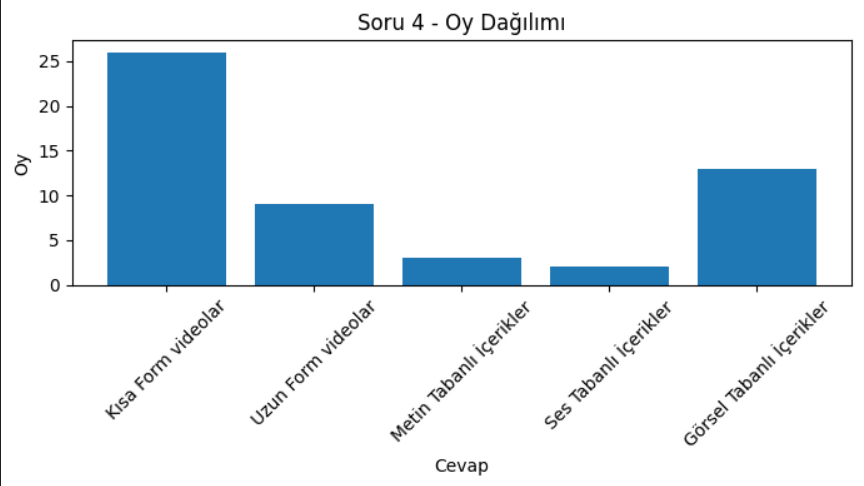 Soru 4 - Oy Dağılımı
25
20
15
10
5
0
Oy
Kısa Form videolar
Uzun Form videolar
Metin Tabanlı İçerikler
Ses Tabanlı İçerikler
Görsel Tabanlı İçerikler
Cevap